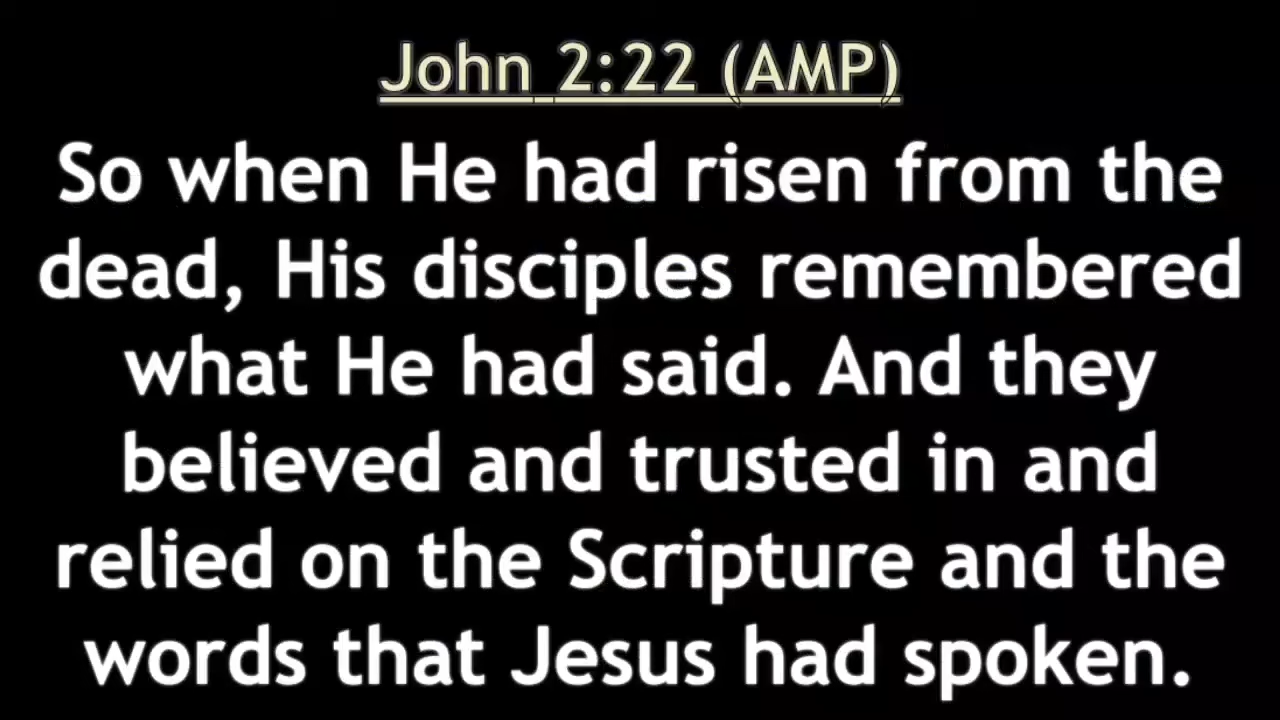 John 2:22 (AMP)
So when He had risen from the
dead, His disciples remembered
what He had said. And they
believed and trusted in and
relied on the Scripture and the
words that Jesus had spoken.